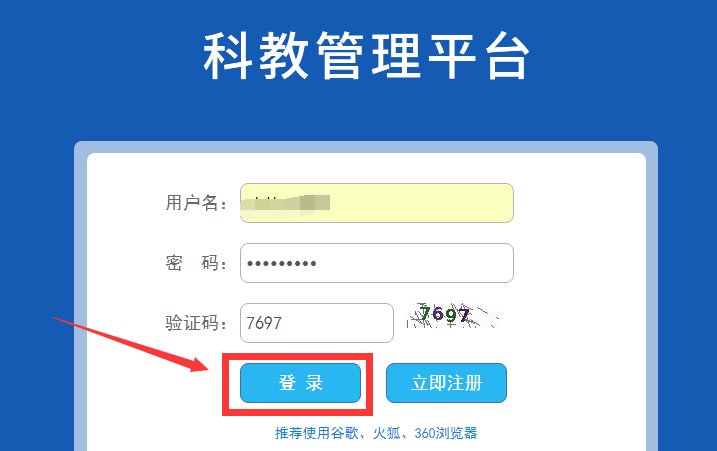 科教管理平台
用户名：
密 码： •••••••••
验证码： 7697 7697
登 录 立即注册
推荐使用谷歌、火狐、360浏览器